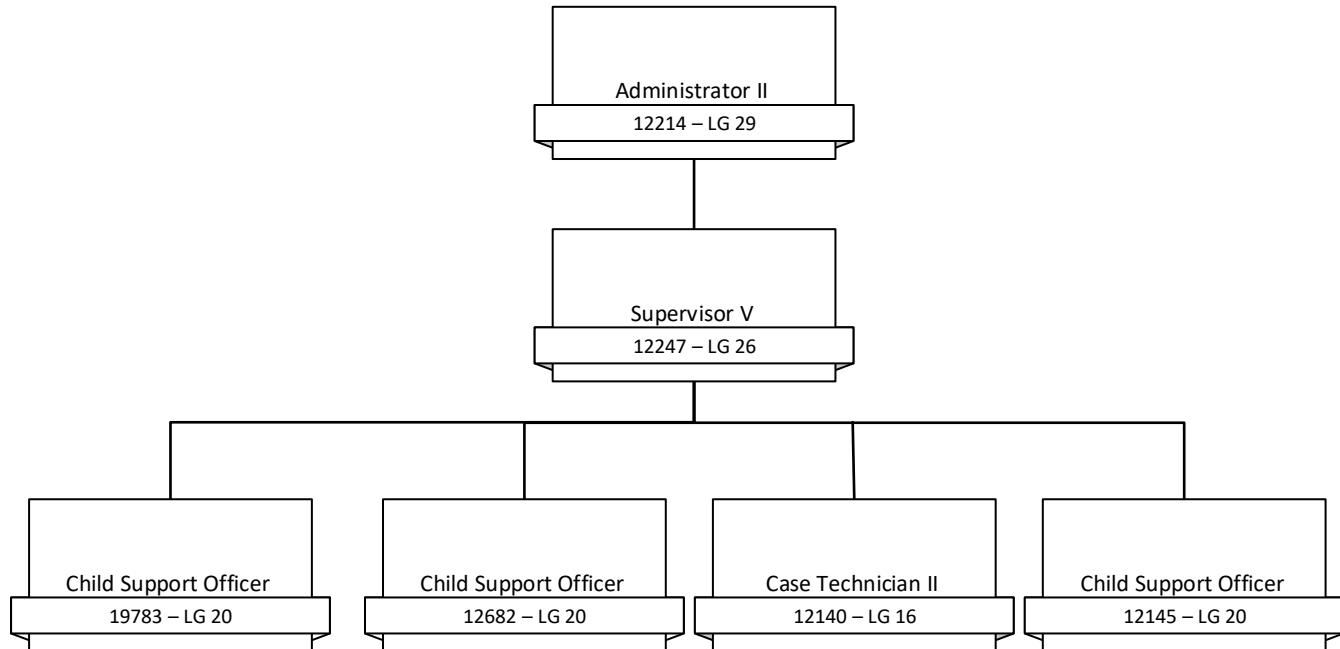 Administrator II
12214 – LG 29
Supervisor V
12247 – LG 26
Child Support Officer
19783 – LG 20
Child Support Officer
12682 – LG 20
Case Technician II
12140 – LG 16
Child Support Officer
12145 – LG 20